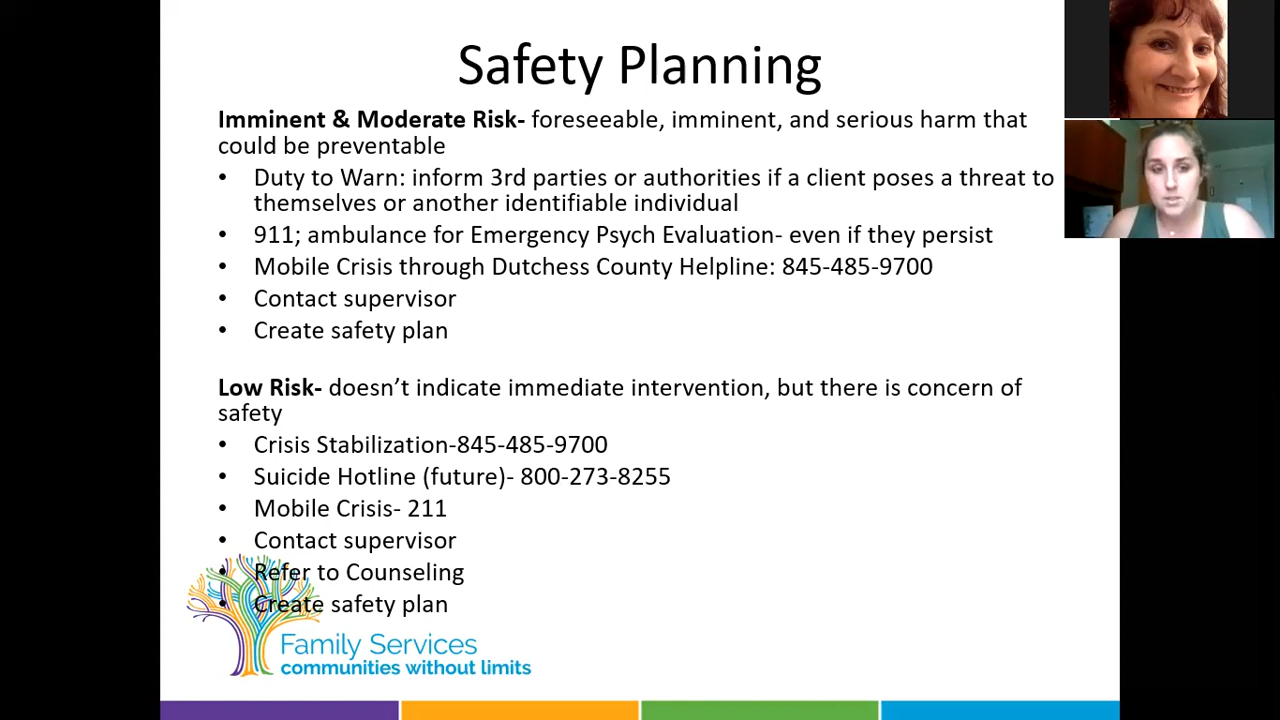 Safety Planning
Imminent & Moderate Risk- foreseeable, imminent, and serious harm that
could be preventable
• Duty to Warn: inform 3rd parties or authorities if a client poses a threat to
themselves or another identifiable individual
• 911; ambulance for Emergency Psych Evaluation- even if they persist
• Mobile Crisis through Dutchess County Helpline: 845-485-9700
• Contact supervisor
• Create safety plan
Low Risk- doesn’t indicate immediate intervention, but there is concern of
safety
• Crisis Stabilization-845-485-9700
• Suicide Hotline (future)- 800-273-8255
• Mobile Crisis- 211
• Contact supervisor
• Refer to Counseling
• Create safety plan
Family Services
communities without limits